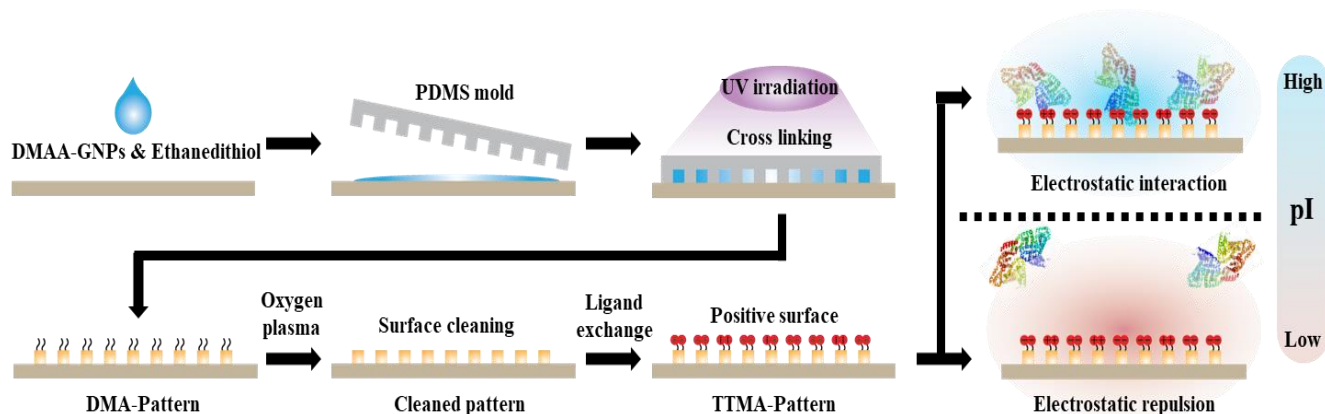 DMAA-GNPs & Ethanedithiol
PDMS mold
UV irradiation
Cross linking
Electrostatic interaction
High
pI
Low
DMA-Pattern
Oxygen
plasma
Surface cleaning
Cleaned pattern
Ligand
exchange
Positive surface
TTMA-Pattern
Electrostatic repulsion